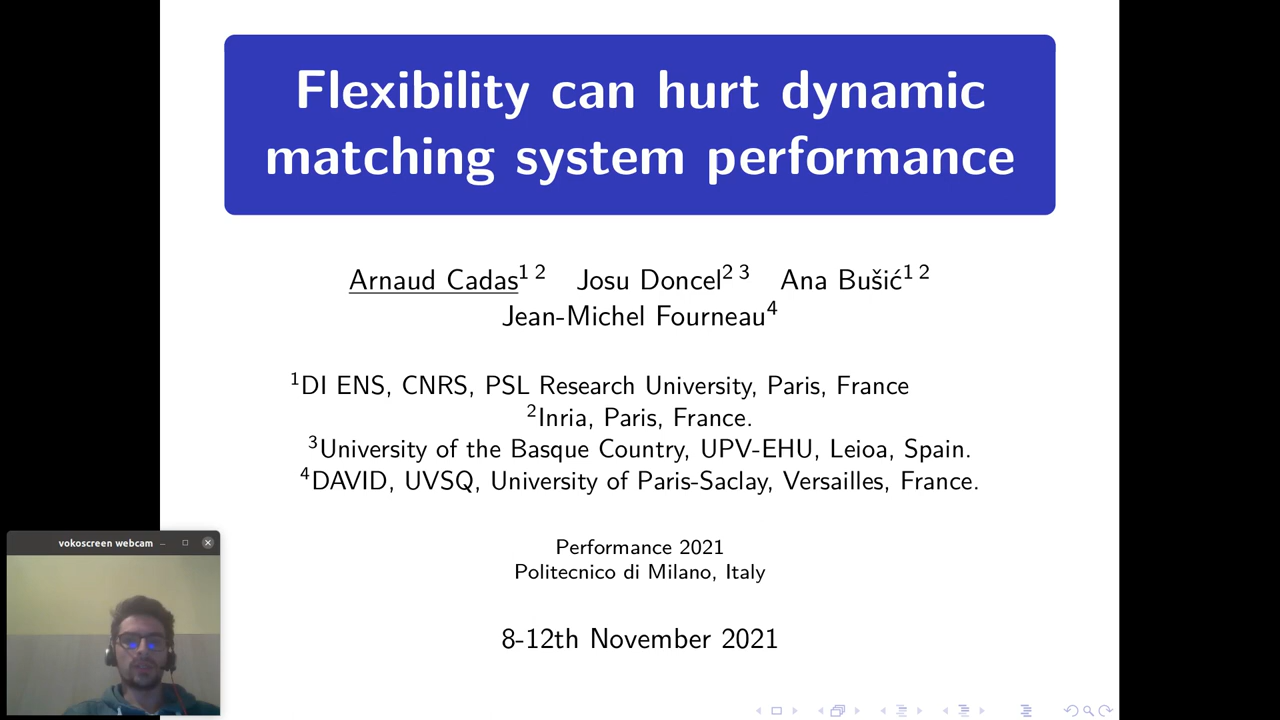 Flexibility can hurt dynamic
matching system performance
Arnaud Cadas¹ ² Josu Doncel² ³ Ana Bušić¹ ²
Jean-Michel Fourneau⁴
¹DI ENS, CNRS, PSL Research University, Paris, France
²Inria, Paris, France.
³University of the Basque Country, UPV-EHU, Leioa, Spain.
⁴DAVID, UVSQ, University of Paris-Saclay, Versailles, France.
Performance 2021
Politecnico di Milano, Italy
8-12th November 2021
vokoscreen webcam